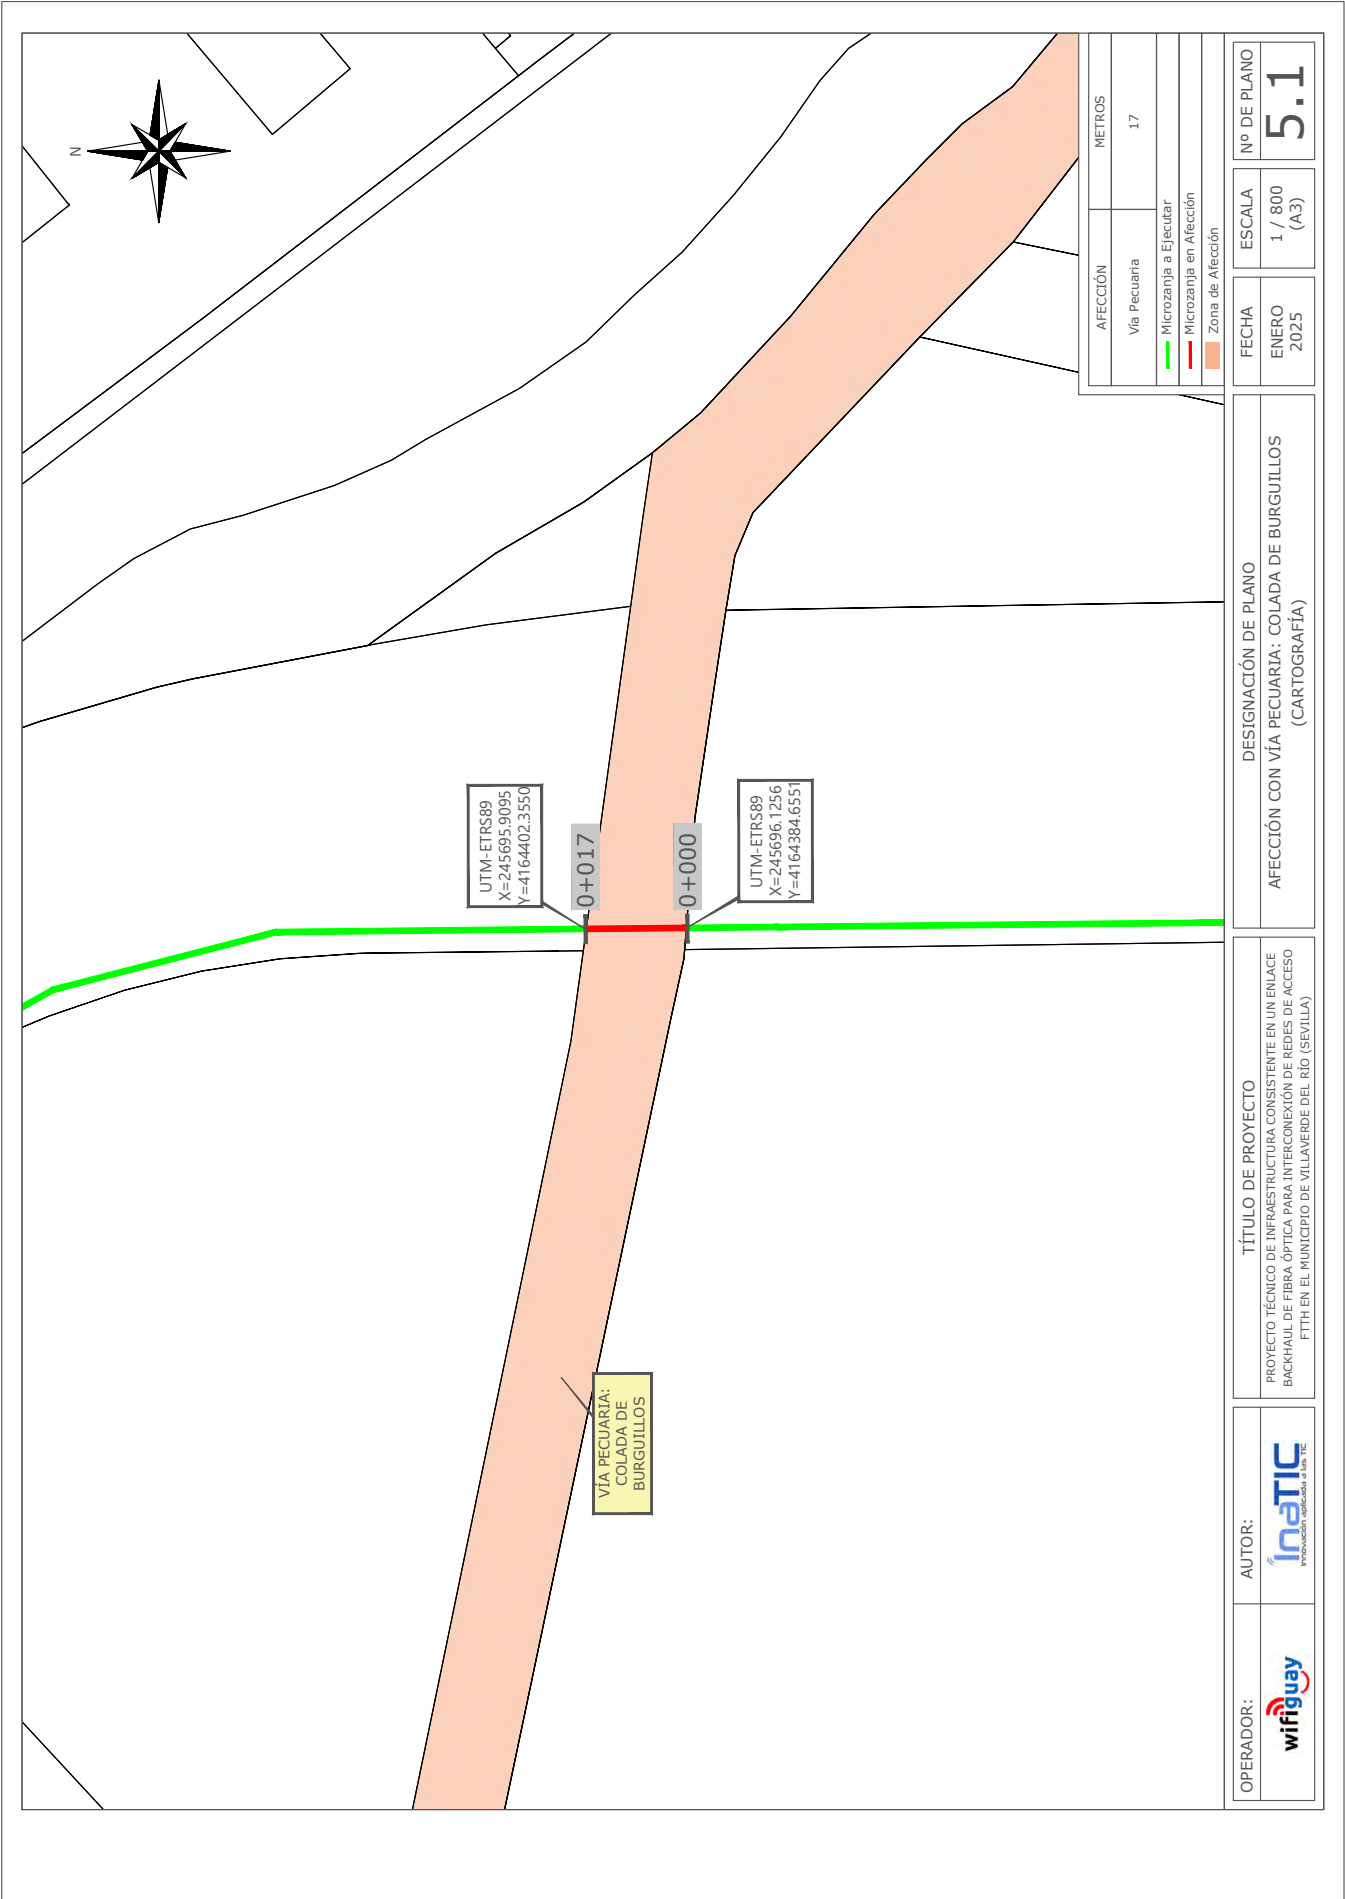 N
UTM-ETRS89
X=245695.9095
Y=4164402.3550
0+017
0+000
UTM-ETRS89
X=245696.1256
Y=4164384.6551
VÍA PECUARIA:
COLADA DE
BURGUILLOS
AFECCIÓN
METROS
Vía Pecuaria
17
Microzanja a Ejecutar
Microzanja en Afección
Zona de Afección
OPERADOR:
wifiguay
AUTOR:
inaTIC
Innovación aplicada a las TIC
TÍTULO DE PROYECTO
PROYECTO TÉCNICO DE INFRAESTRUCTURA CONSISTENTE EN UN ENLACE
BACKHAUL DE FIBRA ÓPTICA PARA INTERCONEXIÓN DE REDES DE ACCESO
FTTH EN EL MUNICIPIO DE VILLAVERDE DEL RÍO (SEVILLA)
DESIGNACIÓN DE PLANO
AFECCIÓN CON VÍA PECUARIA: COLADA DE BURGUILLOS
(CARTOGRAFÍA)
FECHA
ENERO
2025
ESCALA
1 / 800
(A3)
Nº DE PLANO
5.1